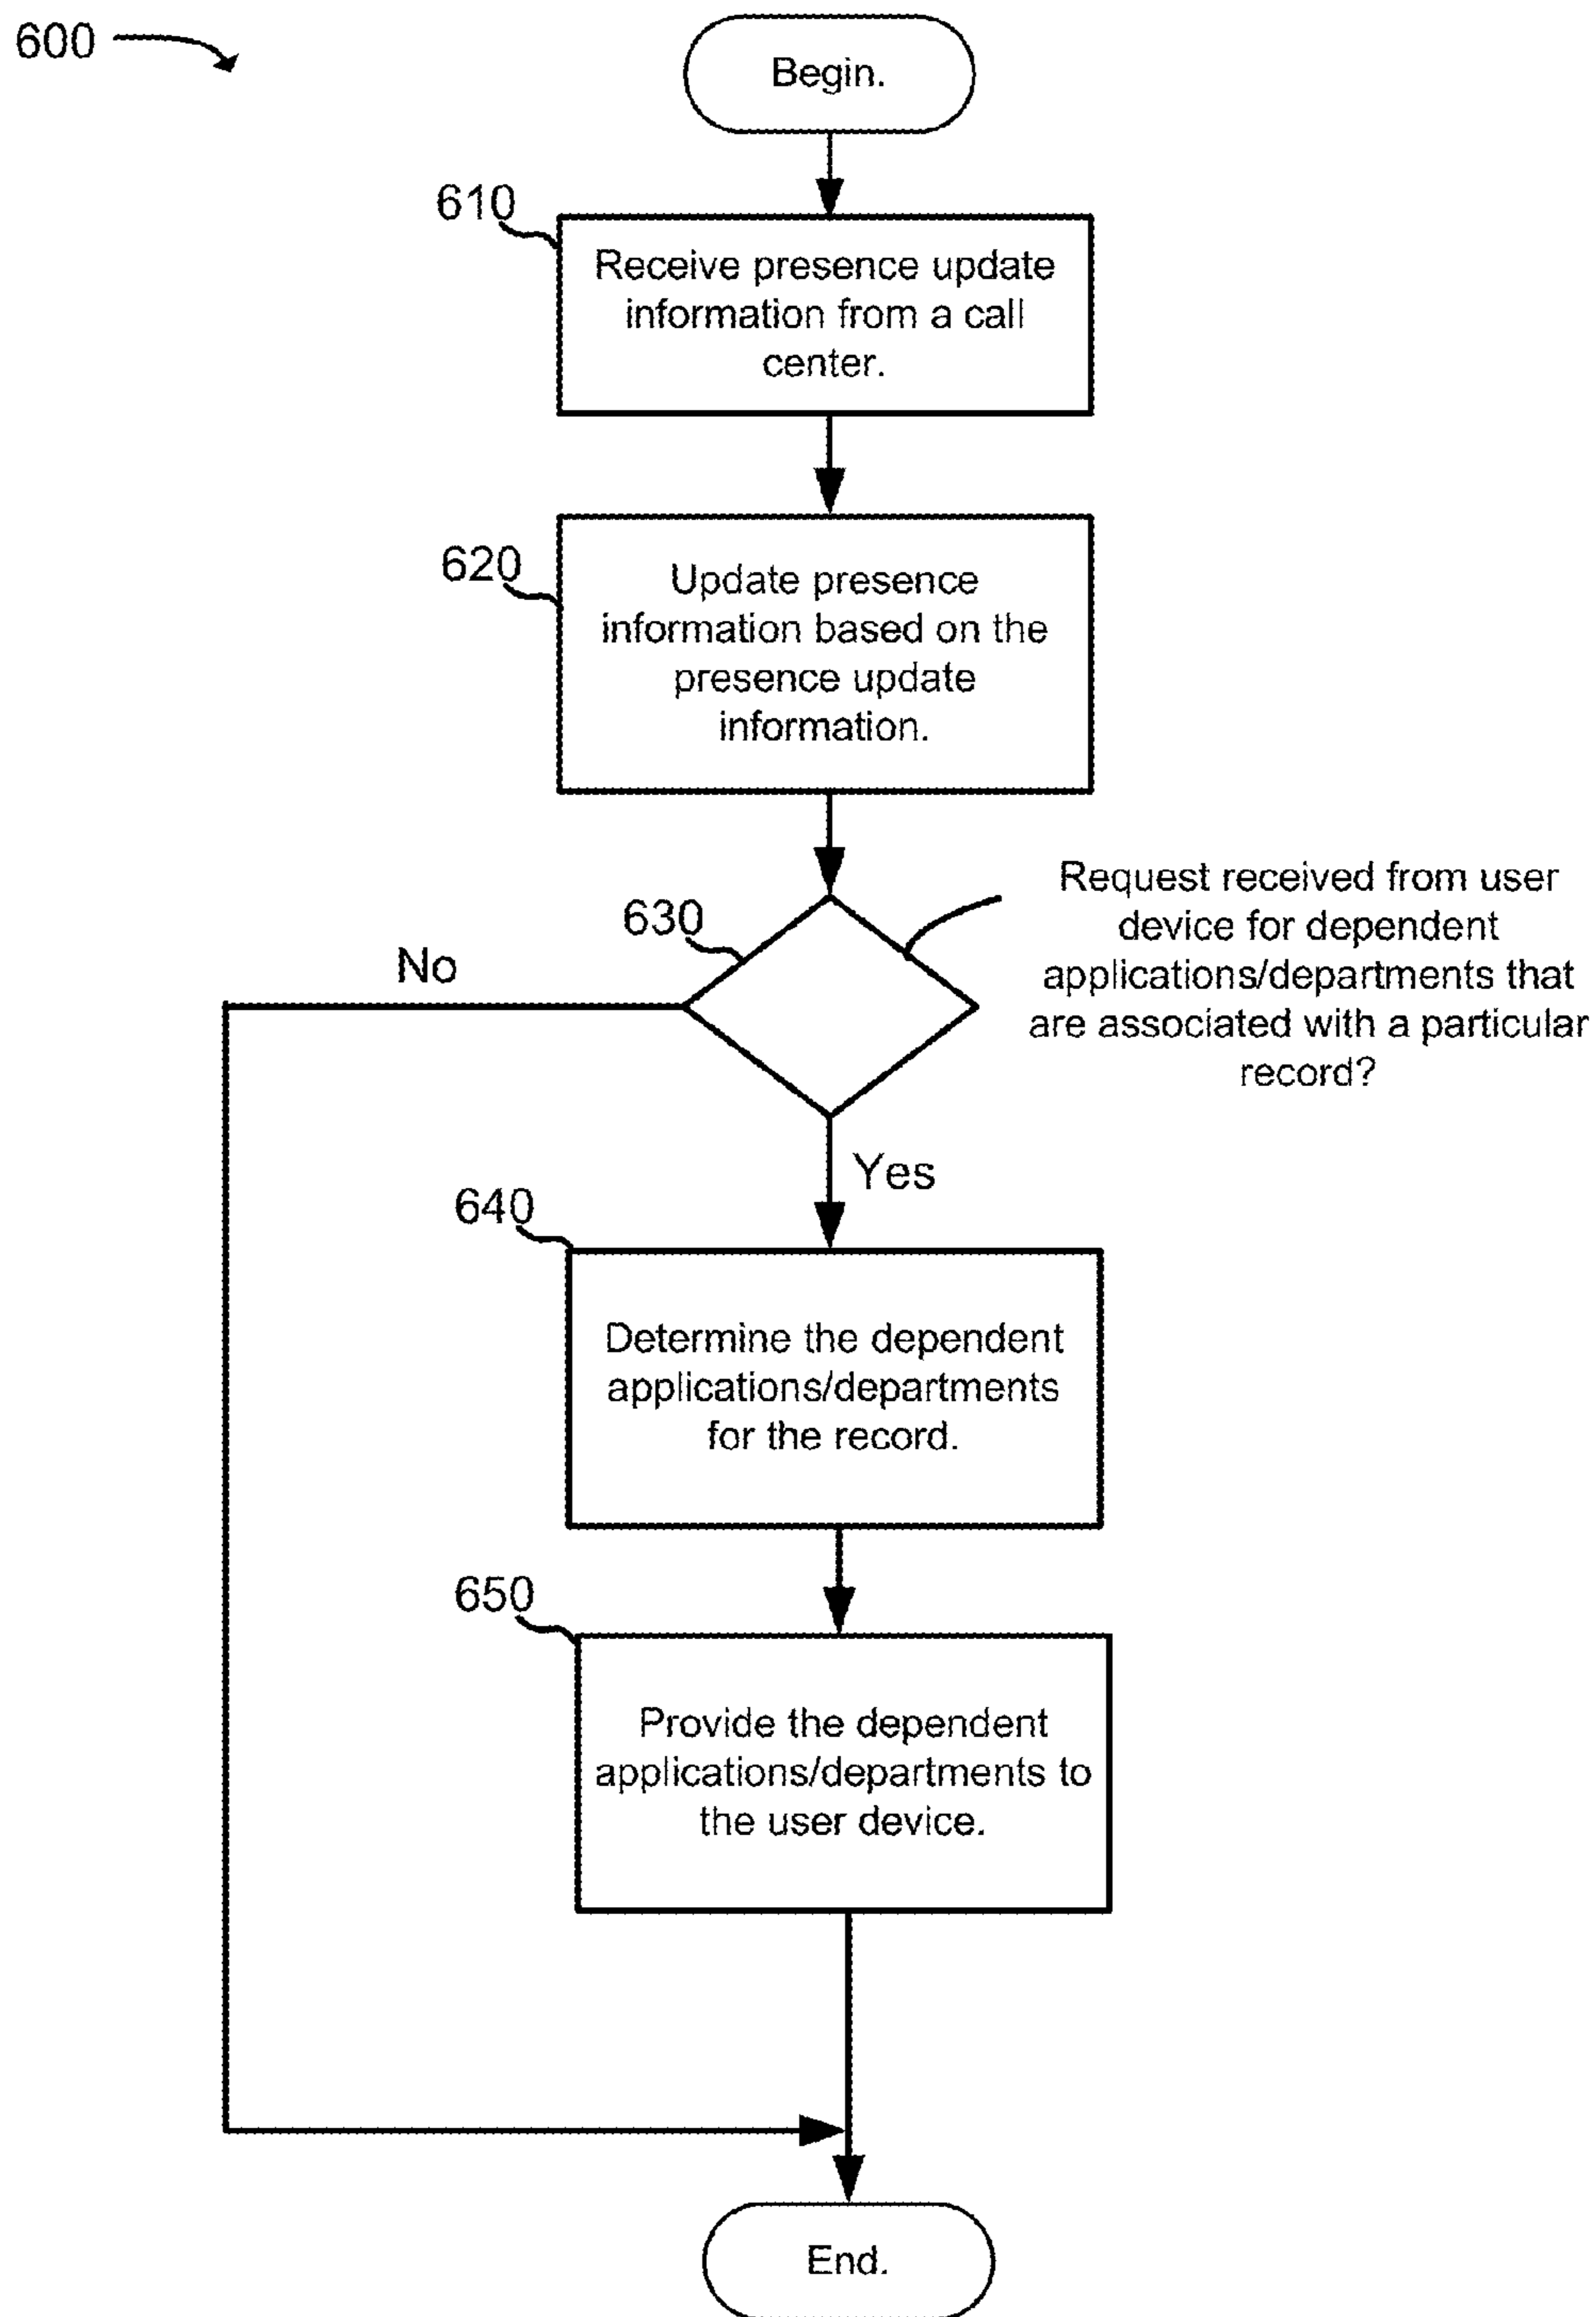 600
Begin.
610
Receive presence update
information from a call
center.
620
Update presence
information based on the
presence update
information.
630
Request received from user
device for dependent
applications/departments that
are associated with a particular
record?
No
Yes
640
Determine the dependent
applications/departments
for the record.
650
Provide the dependent
applications/departments to
the user device.
End.